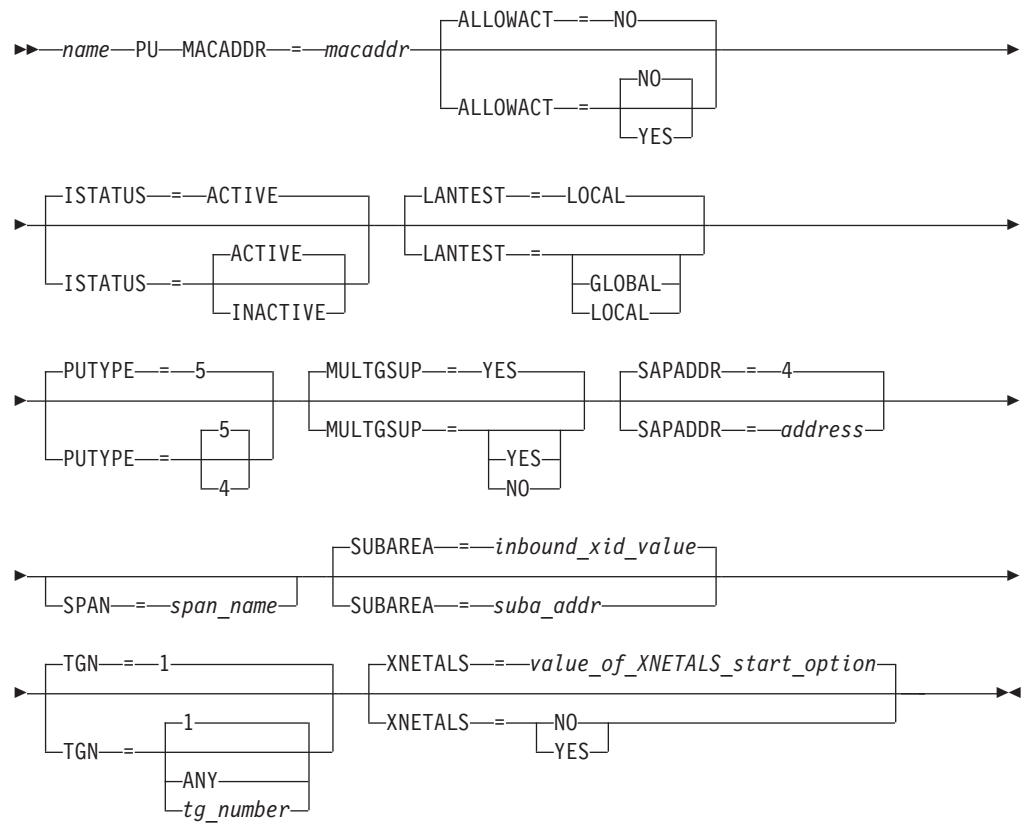 ALLOWACT = NO
name PU MACADDR = macaddr
NO
ALLOWACT =
YES
ISTATUS = ACTIVE
LANTEST = LOCAL
ACTIVE
ISTATUS =
INACTIVE
LANTEST =
GLOBAL
LOCAL
PUTYPE = 5
MULTGSUP = YES
SAPADDR = 4
5
PUTYPE =
4
MULTGSUP =
YES
NO
SAPADDR = address
SUBAREA = inbound_xid_value
SPAN = span_name
SUBAREA = suba_addr
TGN = 1
XNETALS = value_of_XNETALS_start_option
1
TGN =
ANY
tg_number
XNETALS = NO
YES